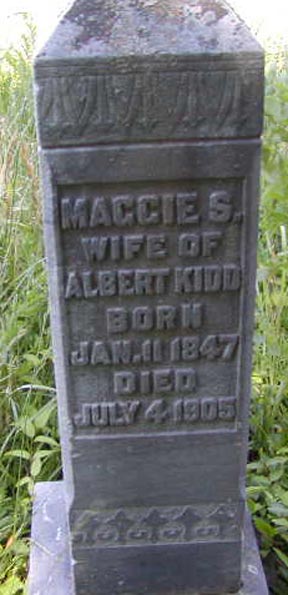 MAGGIE S.
WIFE OF
ALBERT KIDD
BORN
JAN. 11 1847
DIED
JULY 4 1905